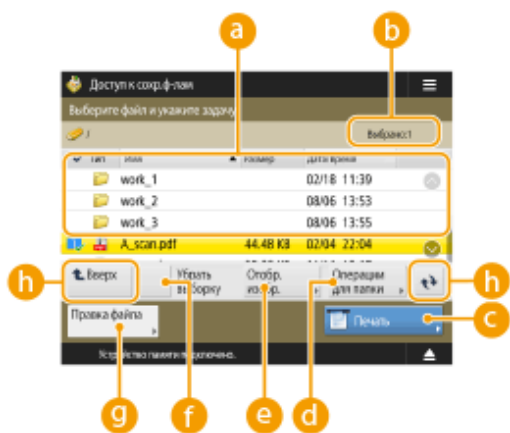 a
b
Доступ к сохр.ф-лам
Выберите файл и укажите задачу.
/
Выбрано:1
Тип Имя Размер Дата/время
work_1 02/18 11:39
work_2 08/06 13:53
work_3 08/06 13:55
A_scan.pdf 44.48 KB 02/04 22:04
h
Вверх
Убрать выборку
Отобр.
Операции для папки
h
Правка файла
Печать
c
Устройство памяти подключено.
g
f
e
d